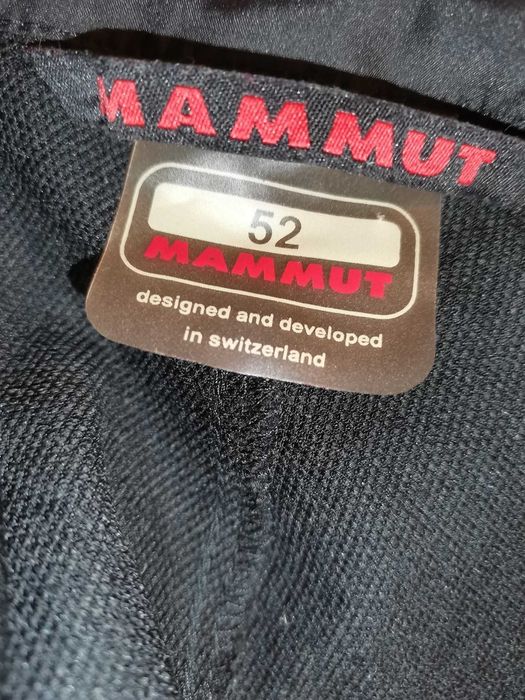 MAMMUT
52
MAMMUT
designed and developed
in switzerland